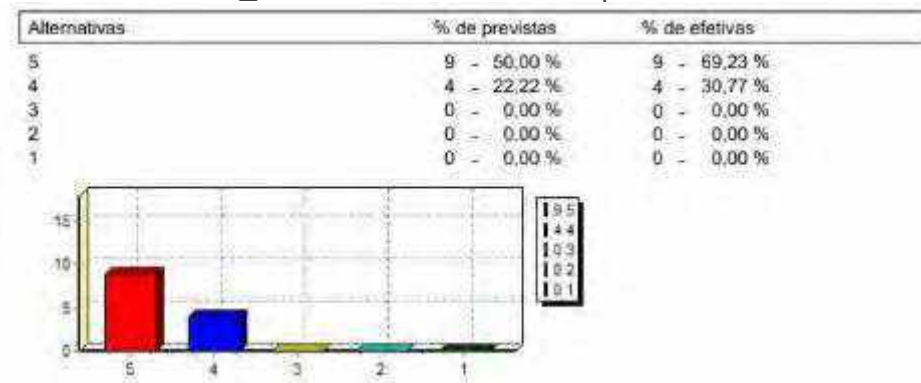 Alternativas % de previstas % de efetivas
5 9 - 50,00 % 9 - 69,23 %
4 4 - 22,22 % 4 - 30,77 %
3 0 - 0,00 % 0 - 0,00 %
2 0 - 0,00 % 0 - 0,00 %
1 0 - 0,00 % 0 - 0,00 %
15
10
5
0
9 5
4 4
0 3
0 2
0 1
5 4 3 2 1